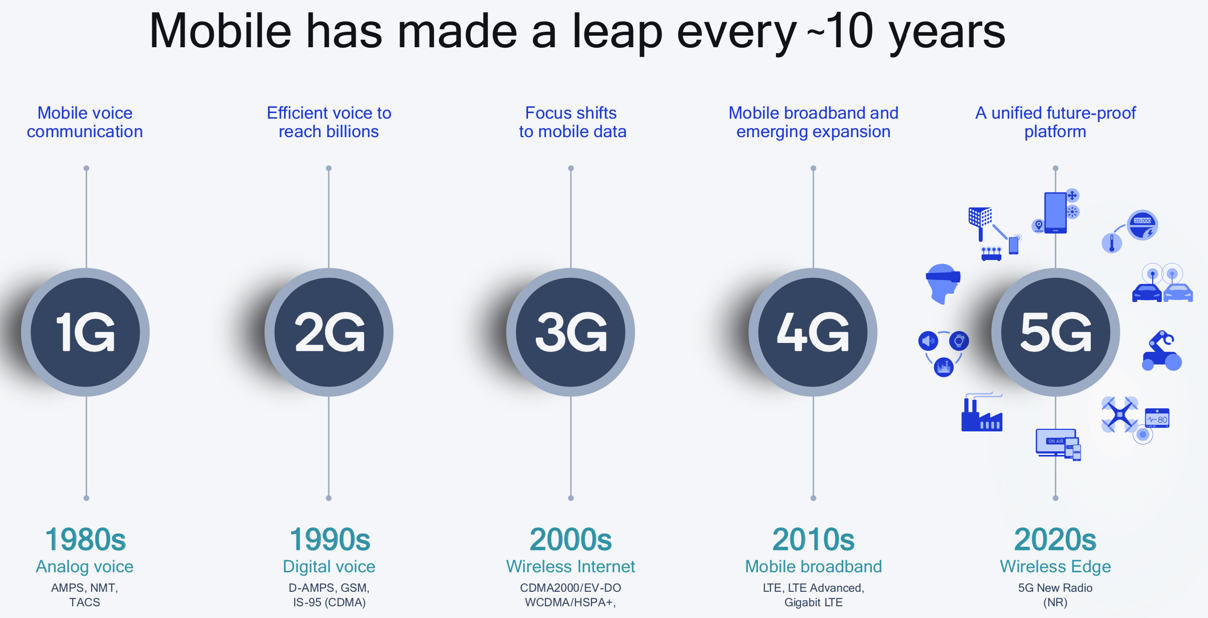 Mobile has made a leap every ~10 years
Mobile voice
communication
Efficient voice to
reach billions
Focus shifts
to mobile data
Mobile broadband and
emerging expansion
A unified future-proof
platform
1G
2G
3G
4G
5G
ON AIR
80
1980s
Analog voice
AMPS, NMT,
TACS
1990s
Digital voice
D-AMPS, GSM,
IS-95 (CDMA)
2000s
Wireless Internet
CDMA2000/EV-DO
WCDMA/HSPA+,
2010s
Mobile broadband
LTE, LTE Advanced,
Gigabit LTE
2020s
Wireless Edge
5G New Radio
(NR)